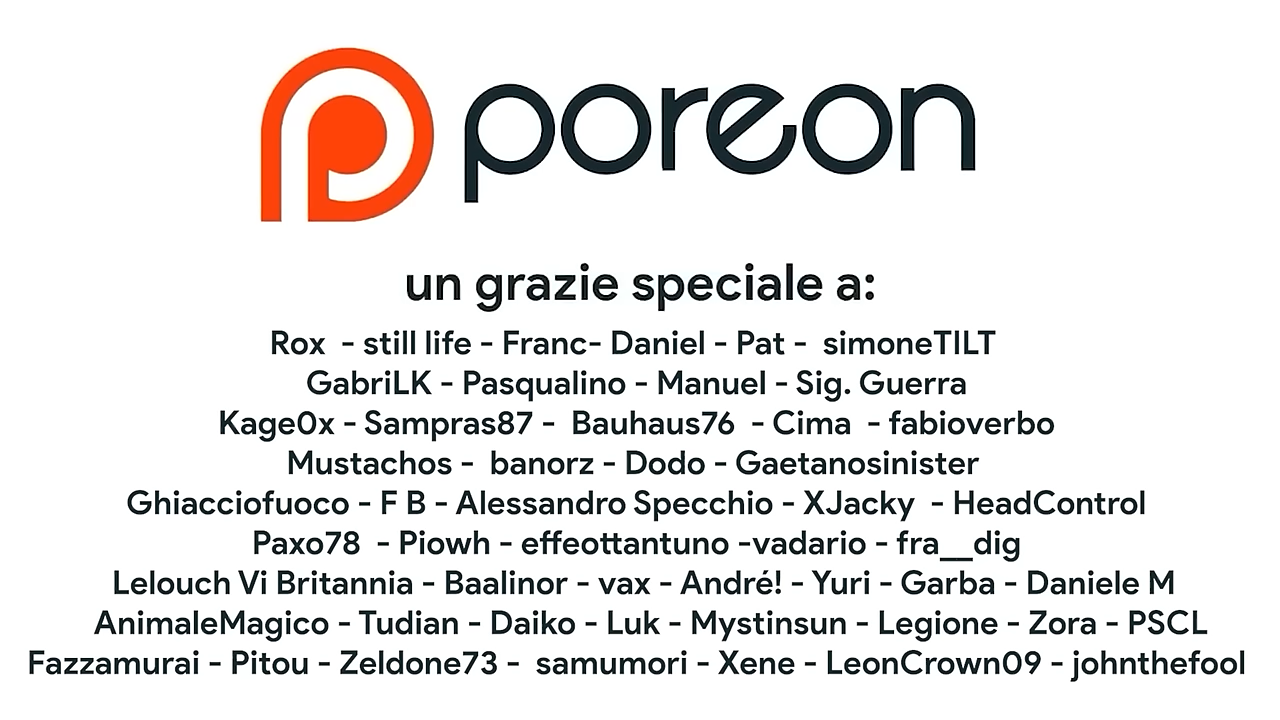 poreon
un grazie speciale a:
Rox - still life - Franc- Daniel - Pat - simoneTILT
GabriLK - Pasqualino - Manuel - Sig. Guerra
Kage0x - Sampras87 - Bauhaus76 - Cima - fabioverbo
Mustachos - banorz - Dodo - Gaetanosinister
Ghiacciofuoco - F B - Alessandro Specchio - XJacky - HeadControl
Paxo78 - Piowh - effeottantuno -vadario - fra__dig
Lelouch Vi Britannia - Baalinor - vax - André! - Yuri - Garba - Daniele M
AnimaleMagico - Tudian - Daiko - Luk - Mystinsun - Legione - Zora - PSCL
Fazzamurai - Pitou - Zeldone73 - samumori - Xene - LeonCrown09 - johnthefool